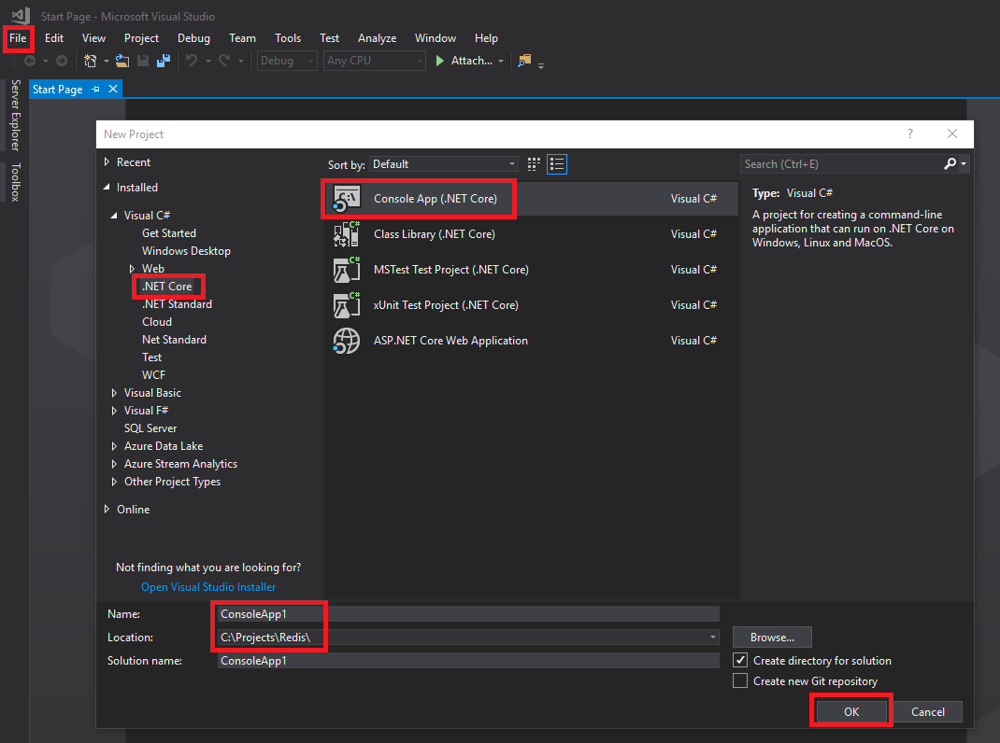 Start Page - Microsoft Visual Studio
File Edit View Project Debug Team Tools Test Analyze Window Help
Debug Any CPU Attach...
Server Explorer
Toolbox
Start Page
New Project ?
Recent
Installed
Visual C#
Get Started
Windows Desktop
Web
.NET Core
.NET Standard
Cloud
Net Standard
Test
WCF
Visual Basic
Visual F#
SQL Server
Azure Data Lake
Azure Stream Analytics
Other Project Types
Online
Not finding what you are looking for?
Open Visual Studio Installer
Sort by: Default
C:\
Console App (.NET Core) Visual C#
C#
Class Library (.NET Core) Visual C#
C#
MSTest Test Project (.NET Core) Visual C#
C#
xUnit Test Project (.NET Core) Visual C#
ASP.NET Core Web Application Visual C#
Search (Ctrl+E)
Type: Visual C#
A project for creating a command-line
application that can run on .NET Core on
Windows, Linux and MacOS.
Name: ConsoleApp1
Location: C:\Projects\Redis\
Solution name: ConsoleApp1
Browse...
Create directory for solution
Create new Git repository
OK Cancel